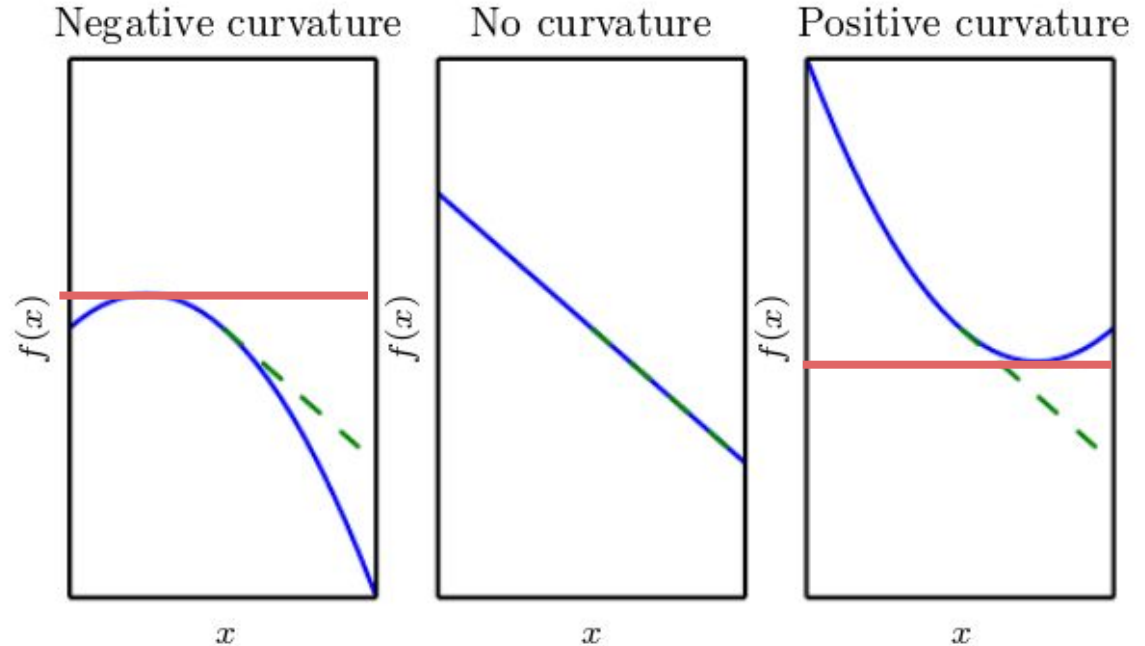 Negative curvature
No curvature
Positive curvature
f(x)
f(x)
f(x)
x
x
x